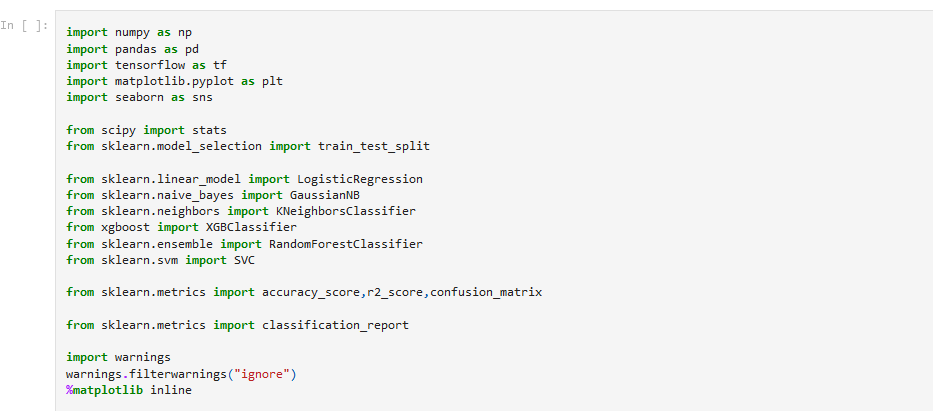 In [ ]:
import numpy as np
import pandas as pd
import tensorflow as tf
import matplotlib.pyplot as plt
import seaborn as sns
from scipy import stats
from sklearn.model_selection import train_test_split
from sklearn.linear_model import LogisticRegression
from sklearn.naive_bayes import GaussianNB
from sklearn.neighbors import KNeighborsClassifier
from xgboost import XGBClassifier
from sklearn.ensemble import RandomForestClassifier
from sklearn.svm import SVC
from sklearn.metrics import accuracy_score,r2_score,confusion_matrix
from sklearn.metrics import classification_report
import warnings
warnings.filterwarnings("ignore")
%matplotlib inline